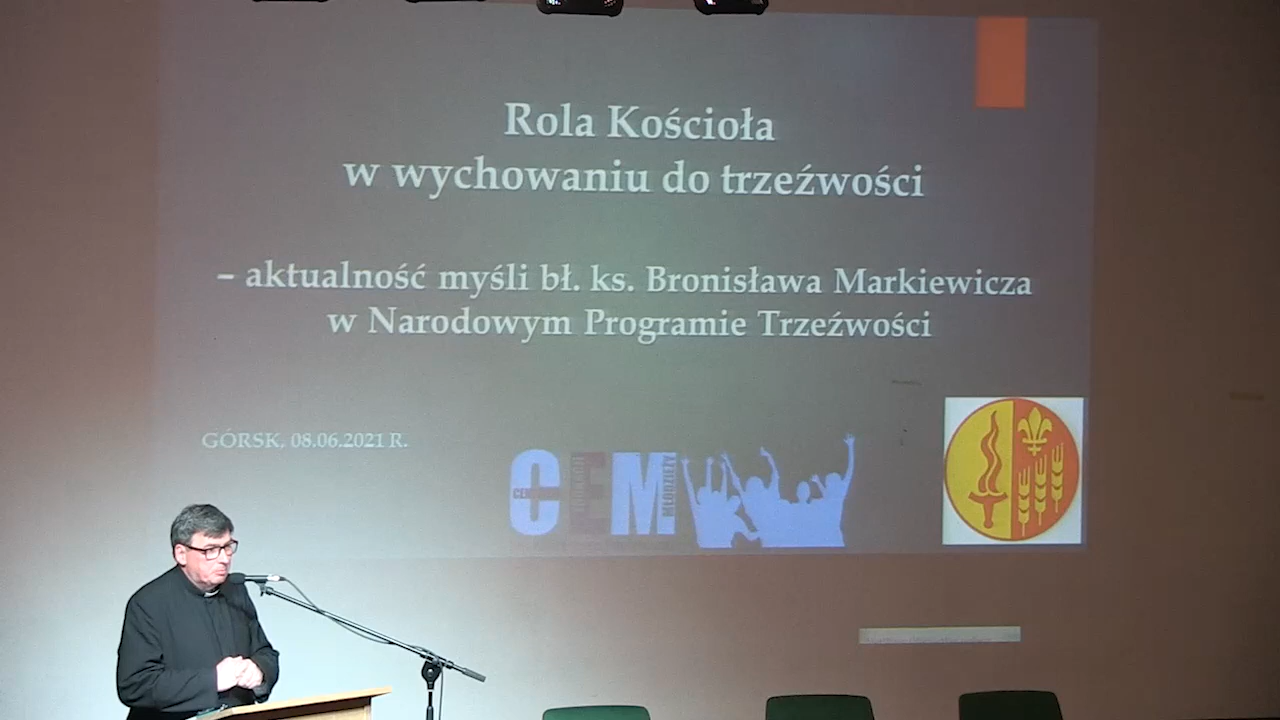 Rola Kościoła
w wychowaniu do trzeźwości
– aktualność myśli bł. ks. Bronisława Markiewicza
w Narodowym Programie Trzeźwości
GÓRSK, 08.06.2021 R.
CEM
MŁODZIEŻY